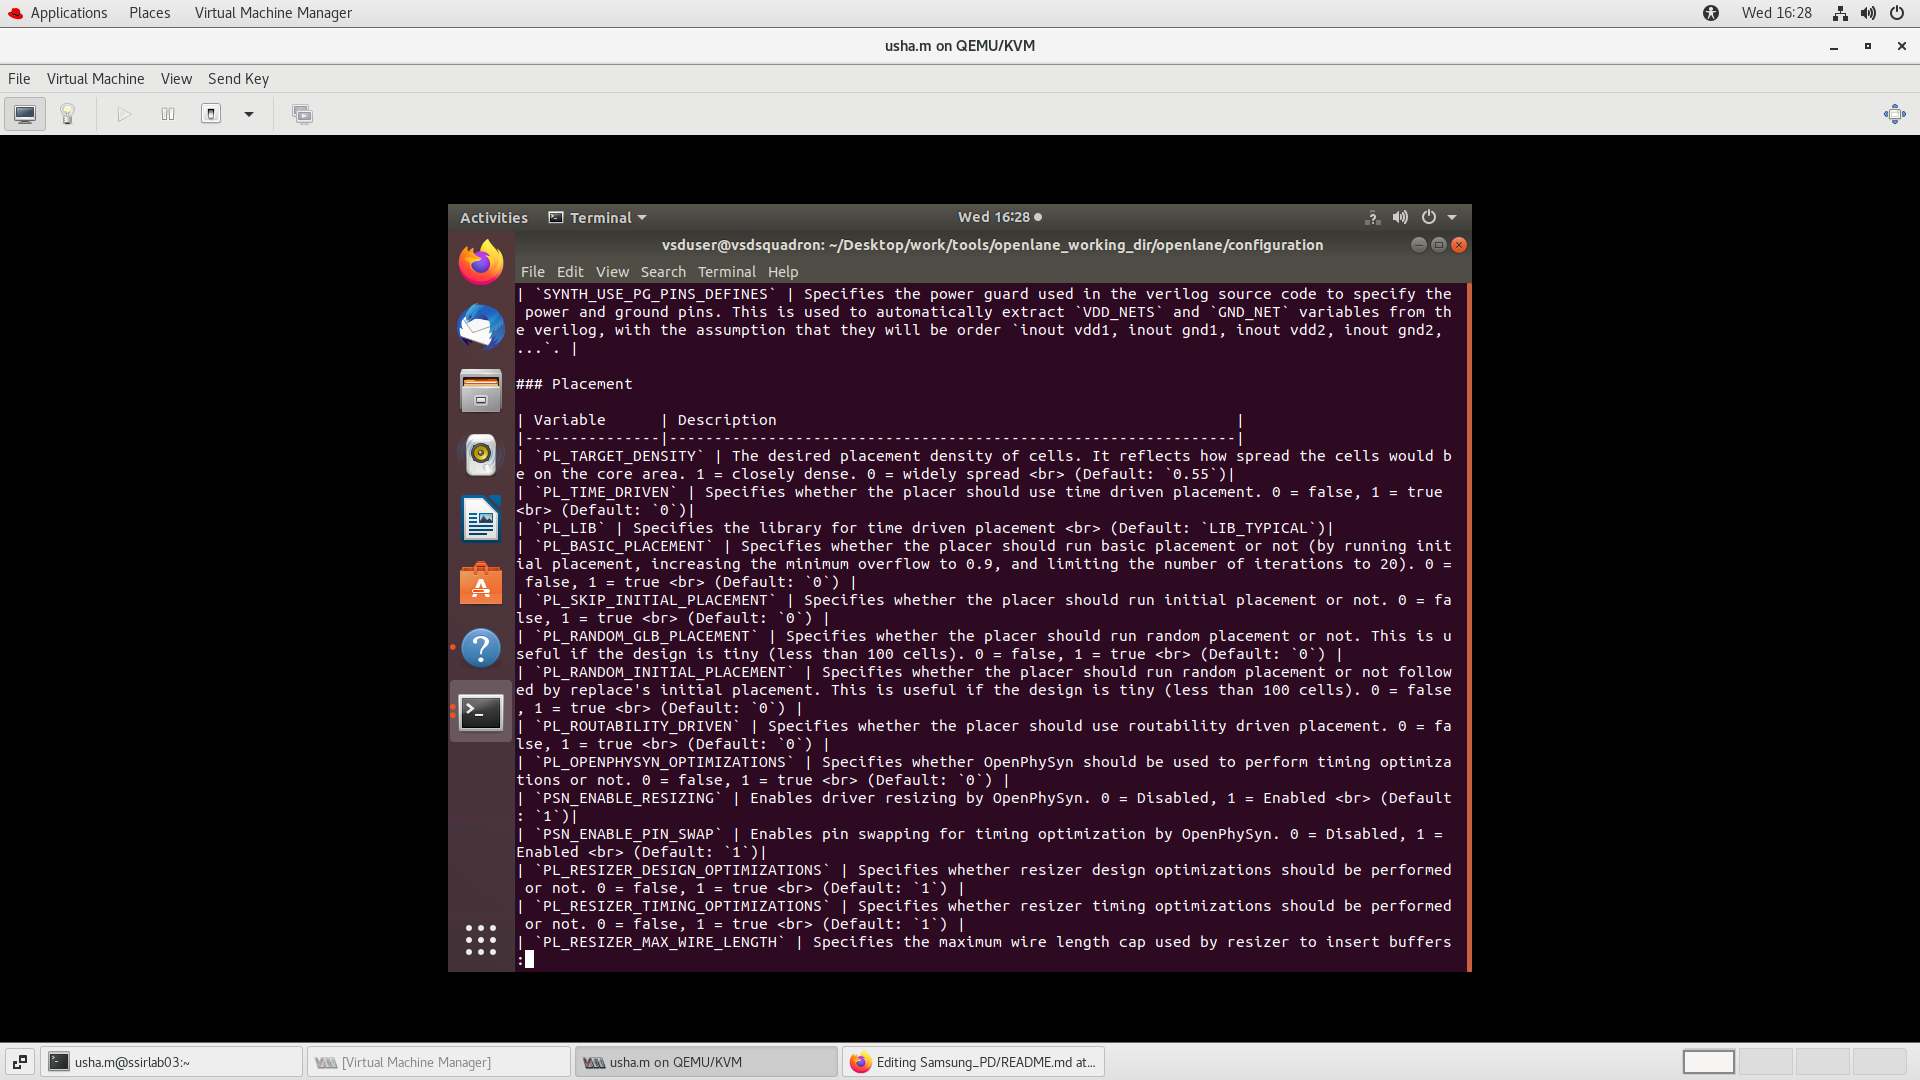 Applications Places Virtual Machine Manager Wed 16:28
usha.m on QEMU/KVM
File Virtual Machine View Send Key
Activities Terminal Wed 16:28
vsduser@vsdsquadron: ~/Desktop/work/tools/openlane_working_dir/openlane/configuration
File Edit View Search Terminal Help
| `SYNTH_USE_PG_PINS_DEFINES` | Specifies the power guard used in the verilog source code to specify the
 power and ground pins. This is used to automatically extract `VDD_NETS` and `GND_NET` variables from th
e verilog, with the assumption that they will be order `inout vdd1, inout gnd1, inout vdd2, inout gnd2,
...`. |
### Placement
| Variable      | Description                                                   |
|---------------|---------------------------------------------------------------|
| `PL_TARGET_DENSITY` | The desired placement density of cells. It reflects how spread the cells would b
e on the core area. 1 = closely dense. 0 = widely spread <br> (Default: `0.55`)|
| `PL_TIME_DRIVEN` | Specifies whether the placer should use time driven placement. 0 = false, 1 = true
<br> (Default: `0`)|
| `PL_LIB` | Specifies the library for time driven placement <br> (Default: `LIB_TYPICAL`)|
| `PL_BASIC_PLACEMENT` | Specifies whether the placer should run basic placement or not (by running init
ial placement, increasing the minimum overflow to 0.9, and limiting the number of iterations to 20). 0 =
 false, 1 = true <br> (Default: `0`) |
| `PL_SKIP_INITIAL_PLACEMENT` | Specifies whether the placer should run initial placement or not. 0 = fa
lse, 1 = true <br> (Default: `0`) |
| `PL_RANDOM_GLB_PLACEMENT` | Specifies whether the placer should run random placement or not. This is u
seful if the design is tiny (less than 100 cells). 0 = false, 1 = true <br> (Default: `0`) |
| `PL_RANDOM_INITIAL_PLACEMENT` | Specifies whether the placer should run random placement or not follow
ed by replace's initial placement. This is useful if the design is tiny (less than 100 cells). 0 = false
, 1 = true <br> (Default: `0`) |
| `PL_ROUTABILITY_DRIVEN` | Specifies whether the placer should use routability driven placement. 0 = fa
lse, 1 = true <br> (Default: `0`) |
| `PL_OPENPHYSYN_OPTIMIZATIONS` | Specifies whether OpenPhySyn should be used to perform timing optimiza
tions or not. 0 = false, 1 = true <br> (Default: `0`) |
| `PSN_ENABLE_RESIZING` | Enables driver resizing by OpenPhySyn. 0 = Disabled, 1 = Enabled <br> (Default
: `1`)|
| `PSN_ENABLE_PIN_SWAP` | Enables pin swapping for timing optimization by OpenPhySyn. 0 = Disabled, 1 =
Enabled <br> (Default: `1`)|
| `PL_RESIZER_DESIGN_OPTIMIZATIONS` | Specifies whether resizer design optimizations should be performed
 or not. 0 = false, 1 = true <br> (Default: `1`) |
| `PL_RESIZER_TIMING_OPTIMIZATIONS` | Specifies whether resizer timing optimizations should be performed
 or not. 0 = false, 1 = true <br> (Default: `1`) |
| `PL_RESIZER_MAX_WIRE_LENGTH` | Specifies the maximum wire length cap used by resizer to insert buffers
:
usha.m@ssirlab03:~ [Virtual Machine Manager] usha.m on QEMU/KVM Editing Samsung_PD/README.md at...